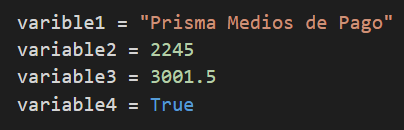 varible1 = "Prisma Medios de Pago"
variable2 = 2245
variable3 = 3001.5
variable4 = True